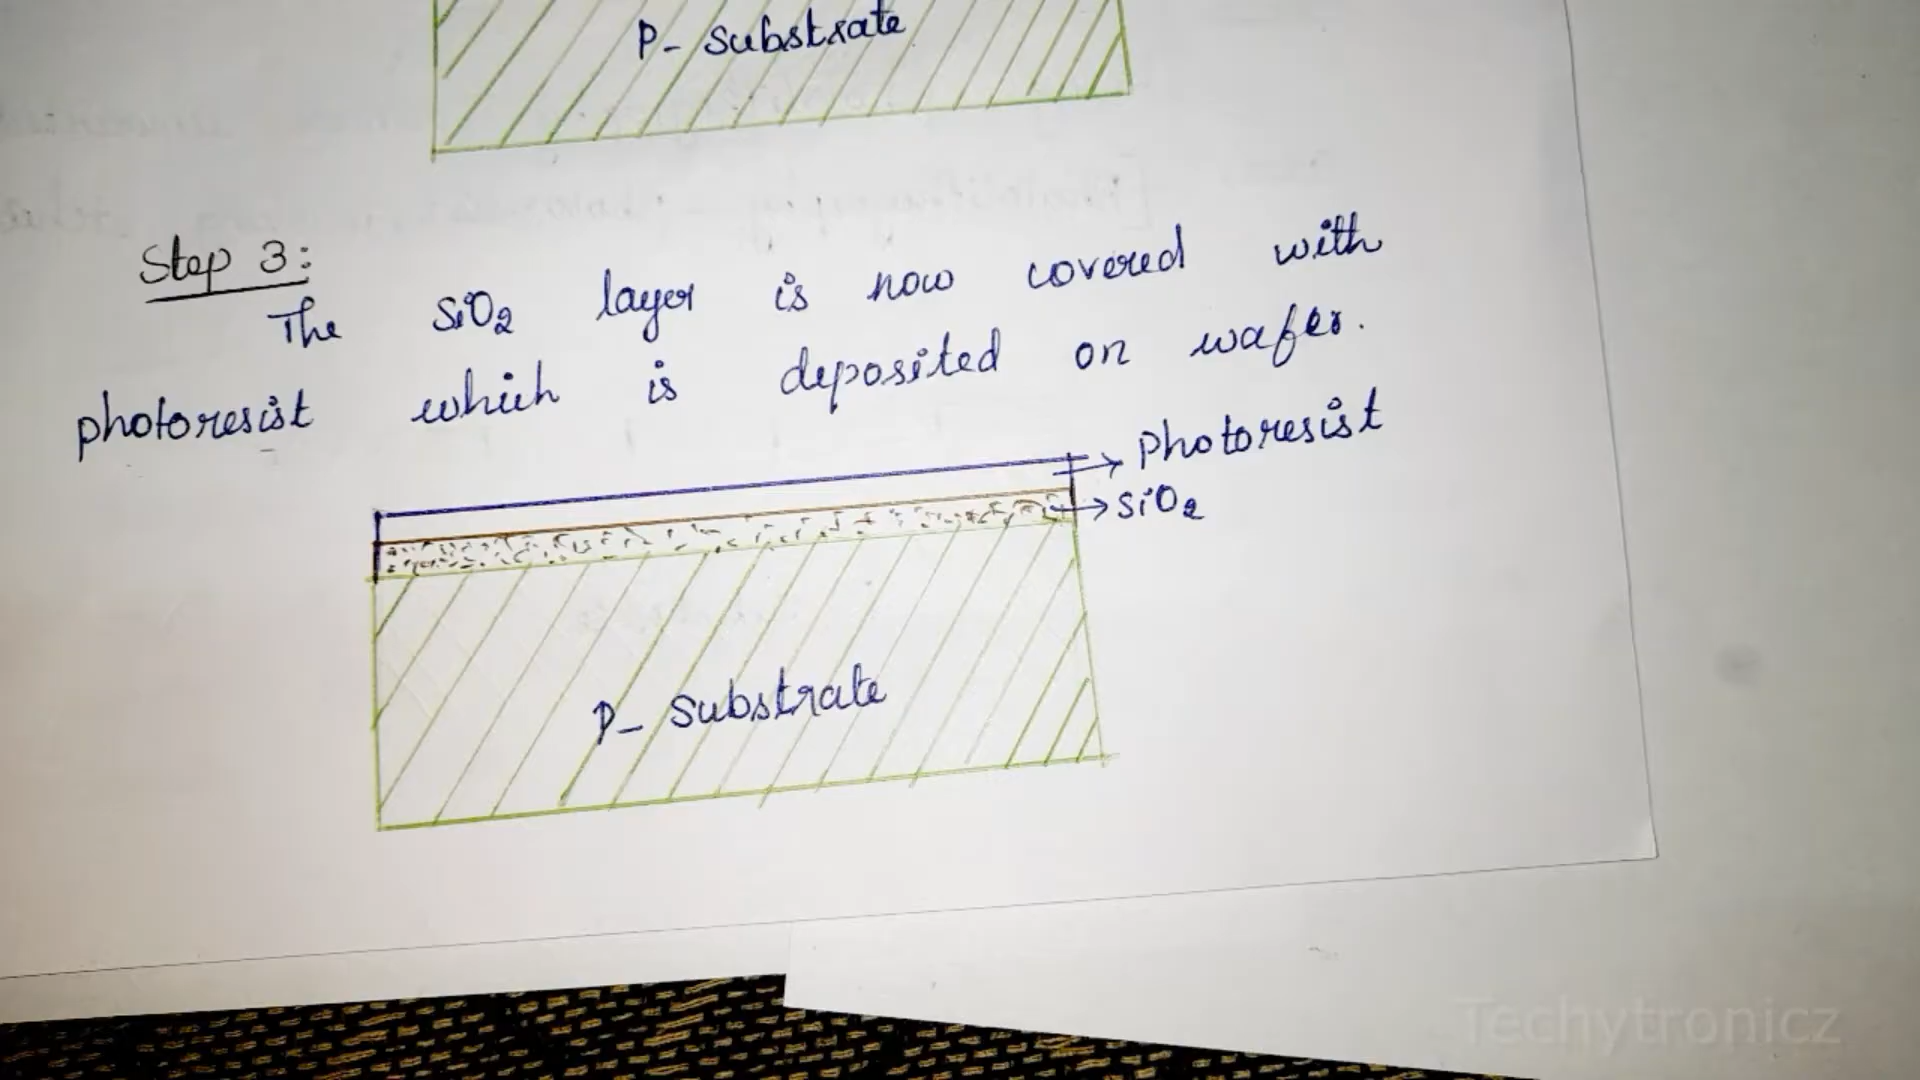 P- Substrate
Step 3:
The SiO2 layer is now covered with
photoresist which is deposited on wafer.
Photoresist
SiO2
P- Substrate
Techytronicz